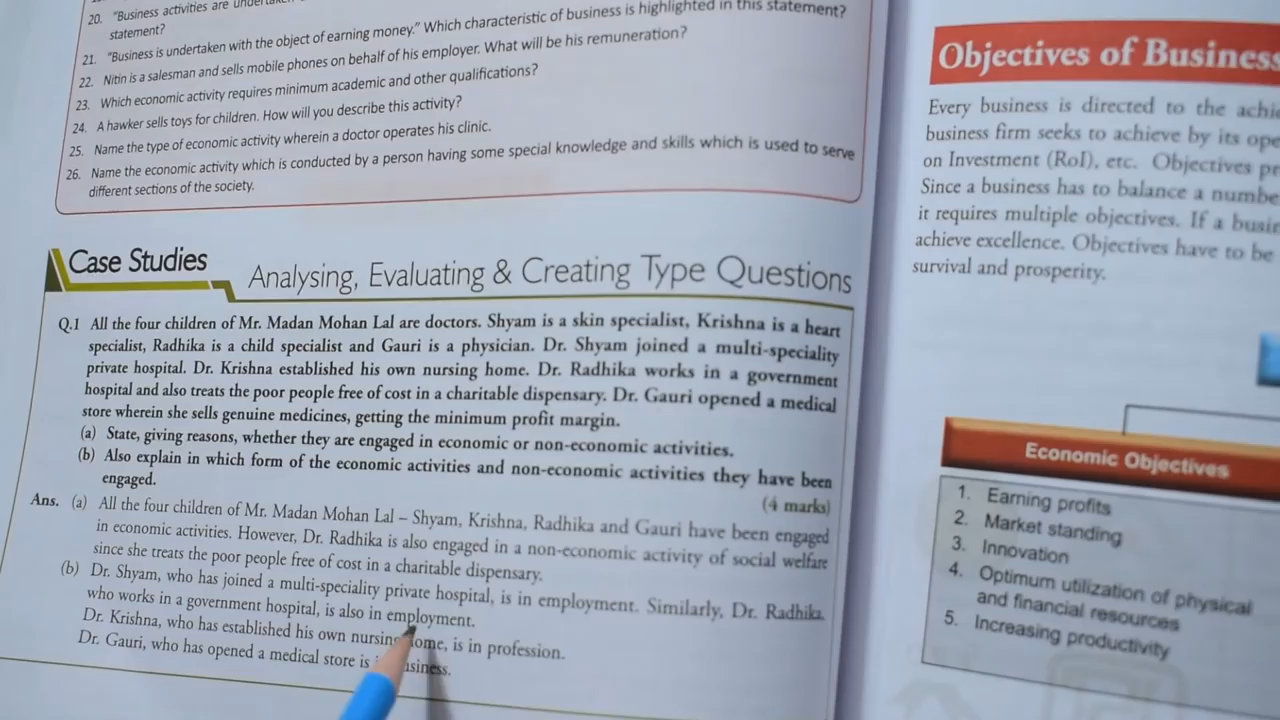 20. "Business activities are
statement?
21. "Business is undertaken with the object of earning money." Which characteristic of business is highlighted in this statement?
22. Nitin is a salesman and sells mobile phones on behalf of his employer. What will be his remuneration?
23. Which economic activity requires minimum academic and other qualifications?
24. A hawker sells toys for children. How will you describe this activity?
25. Name the type of economic activity wherein a doctor operates his clinic.
26. Name the economic activity which is conducted by a person having some special knowledge and skills which is used to serve
different sections of the society.
Case Studies
Analysing, Evaluating & Creating Type Questions
Q.1 All the four children of Mr. Madan Mohan Lal are doctors. Shyam is a skin specialist, Krishna is a heart
specialist, Radhika is a child specialist and Gauri is a physician. Dr. Shyam joined a multi-speciality
private hospital. Dr. Krishna established his own nursing home. Dr. Radhika works in a government
hospital and also treats the poor people free of cost in a charitable dispensary. Dr. Gauri opened a medical
store wherein she sells genuine medicines, getting the minimum profit margin.
(a) State, giving reasons, whether they are engaged in economic or non-economic activities.
(b) Also explain in which form of the economic activities and non-economic activities they have been
engaged.
(4 marks)
Ans. (a) All the four children of Mr. Madan Mohan Lal – Shyam, Krishna, Radhika and Gauri have been engaged
in economic activities. However, Dr. Radhika is also engaged in a non-economic activity of social welfare
since she treats the poor people free of cost in a charitable dispensary.
(b) Dr. Shyam, who has joined a multi-speciality private hospital, is in employment. Similarly, Dr. Radhika,
who works in a government hospital, is also in employment.
Dr. Krishna, who has established his own nursing home, is in profession.
Dr. Gauri, who has opened a medical store is
Objectives of Business
Every business is directed to the
business firm seeks to achieve by its
on Investment (RoI), etc. Objectives
Since a business has to balance a
it requires multiple objectives. If a
achieve excellence. Objectives have to be
survival and prosperity.
Economic Objectives
1. Earning profits
2. Market standing
3. Innovation
4. Optimum utilization of physical
and financial resources
5. Increasing productivity